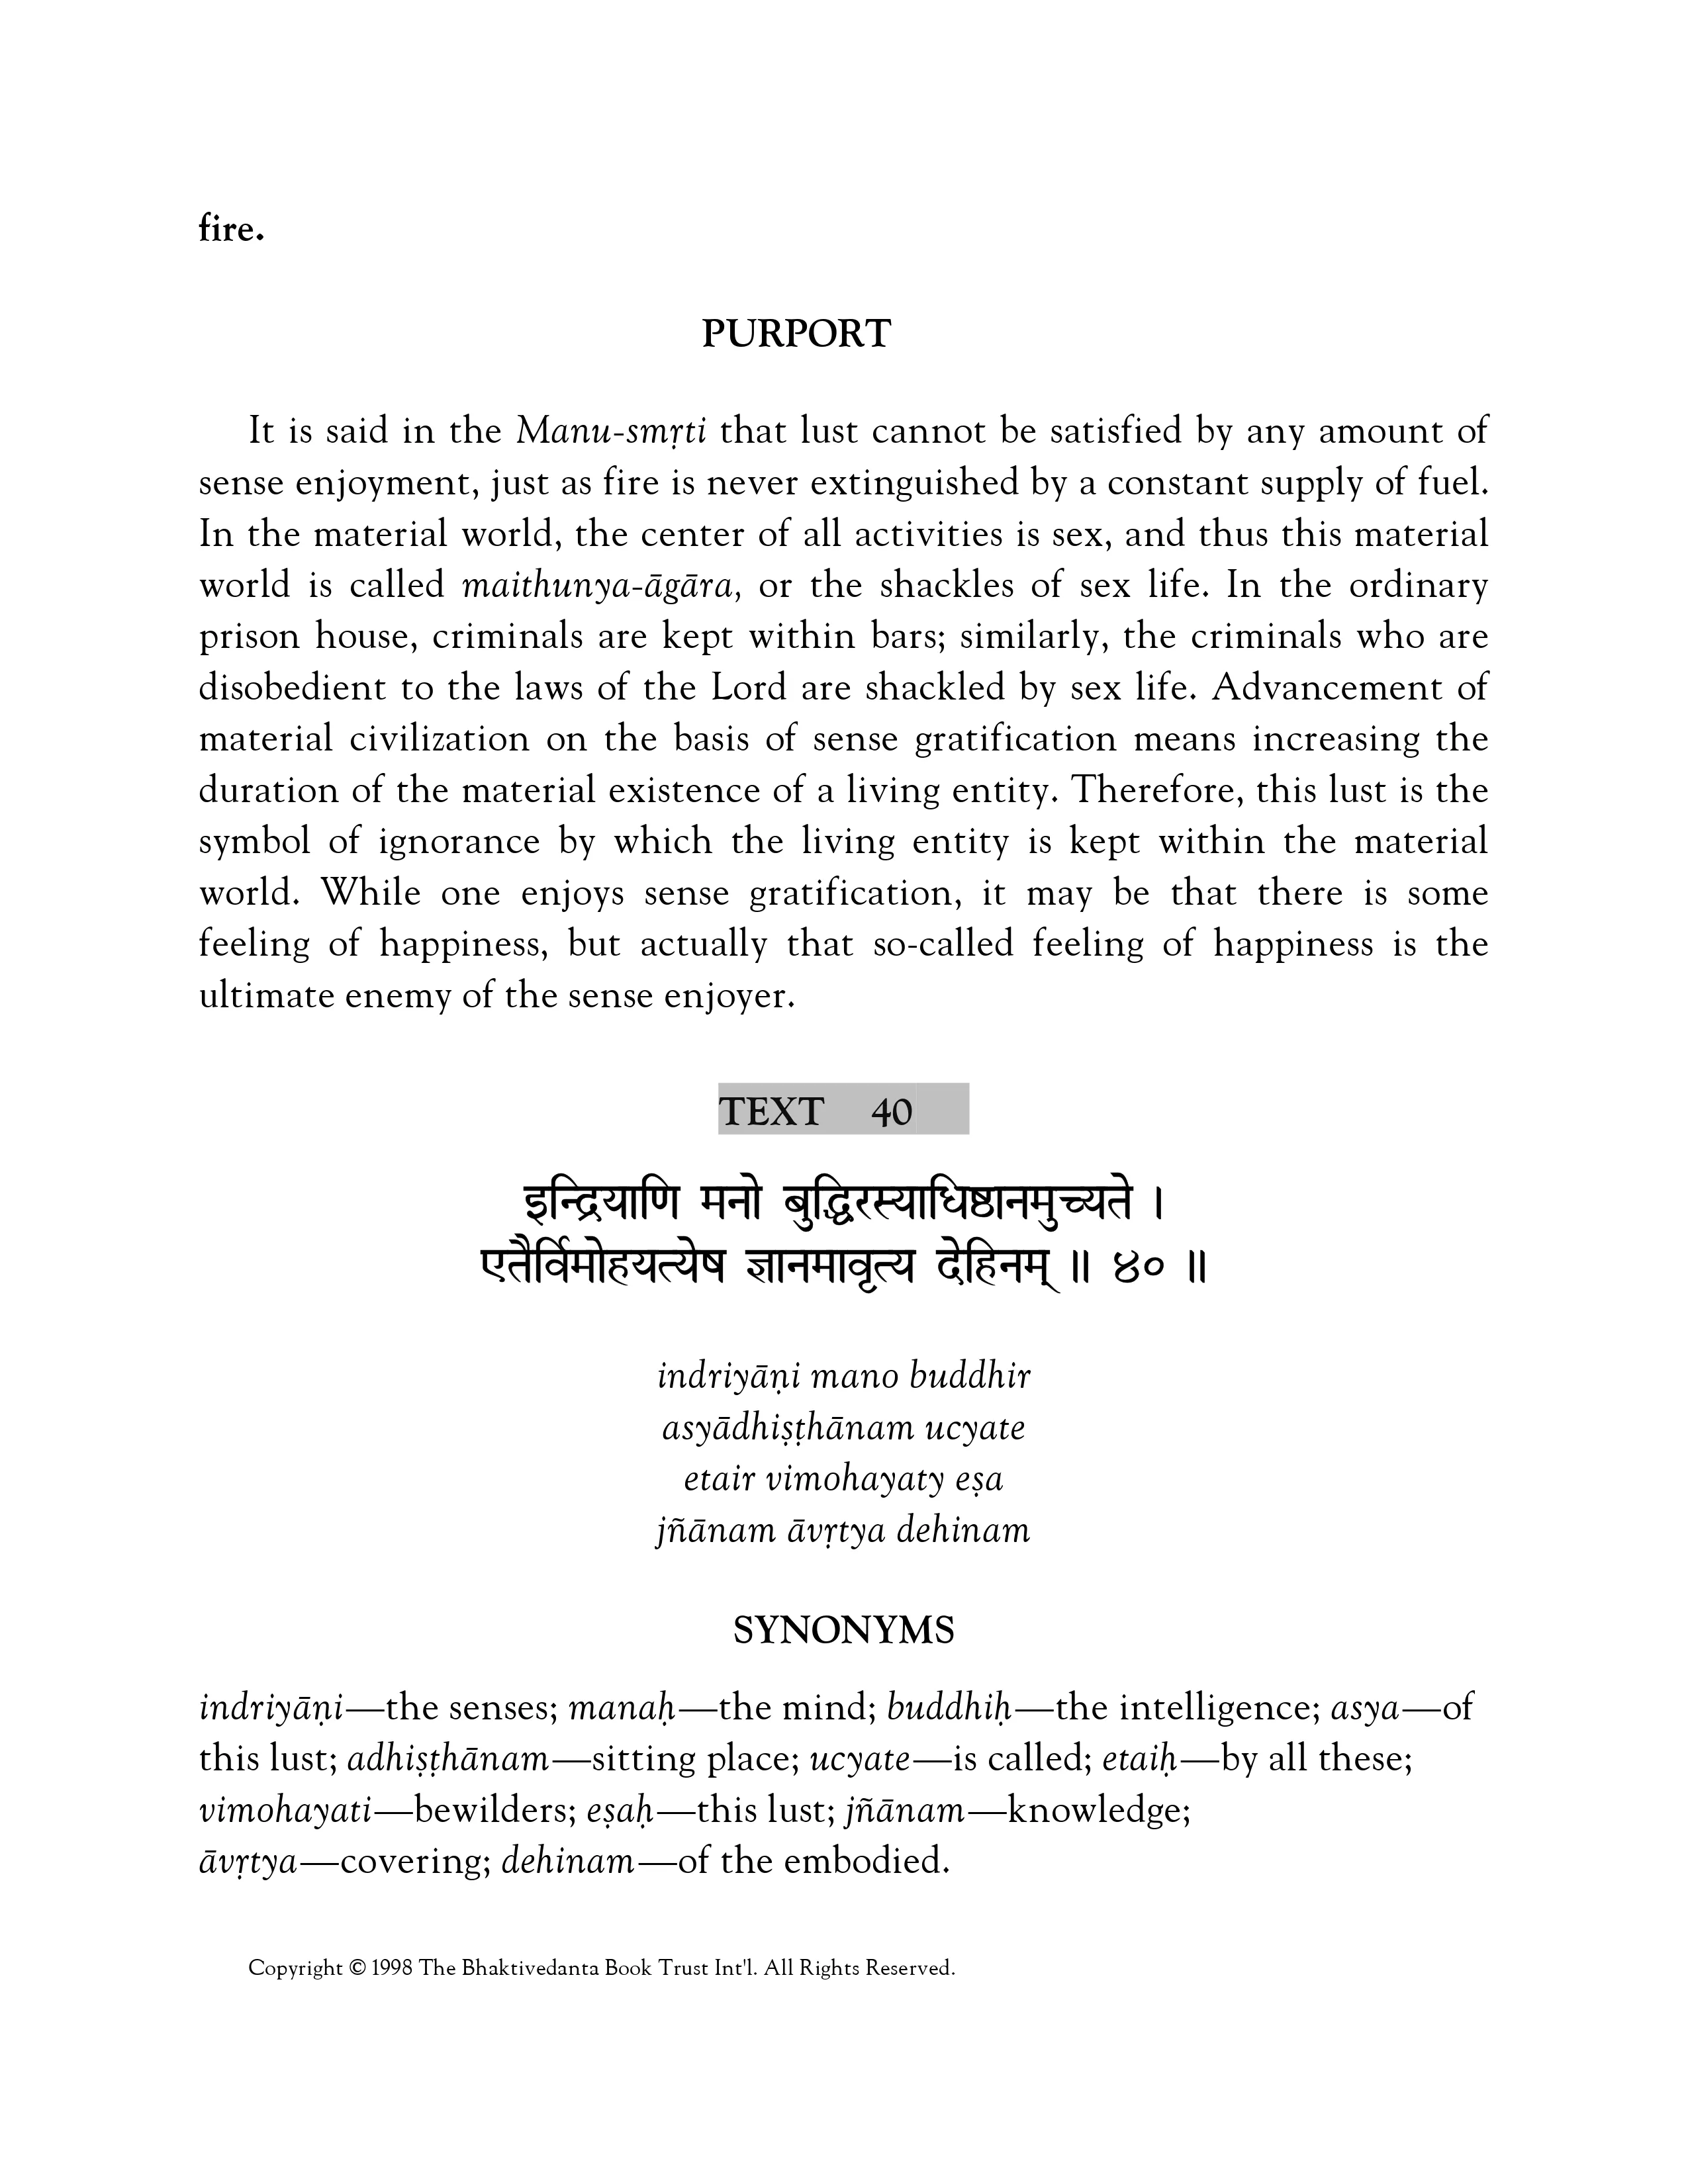 fire.
PURPORT
It is said in the Manu-smṛti that lust cannot be satisfied by any amount of
sense enjoyment, just as fire is never extinguished by a constant supply of fuel.
In the material world, the center of all activities is sex, and thus this material
world is called maithunya-āgāra, or the shackles of sex life. In the ordinary
prison house, criminals are kept within bars; similarly, the criminals who are
disobedient to the laws of the Lord are shackled by sex life. Advancement of
material civilization on the basis of sense gratification means increasing the
duration of the material existence of a living entity. Therefore, this lust is the
symbol of ignorance by which the living entity is kept within the material
world. While one enjoys sense gratification, it may be that there is some
feeling of happiness, but actually that so-called feeling of happiness is the
ultimate enemy of the sense enjoyer.
TEXT 40
इन्द्रियाणि मनो बुद्धिरस्याधिष्ठानमुच्यते ।
एतैर्विमोहयत्येष ज्ञानमावृत्य देहिनम् ॥ ४० ॥
indriyāṇi mano buddhir
asyādhiṣṭhānam ucyate
etair vimohayaty eṣa
jñānam āvṛtya dehinam
SYNONYMS
indriyāṇi—the senses; manaḥ—the mind; buddhiḥ—the intelligence; asya—of
this lust; adhiṣṭhānam—sitting place; ucyate—is called; etaiḥ—by all these;
vimohayati—bewilders; eṣaḥ—this lust; jñānam—knowledge;
āvṛtya—covering; dehinam—of the embodied.
Copyright © 1998 The Bhaktivedanta Book Trust Int'l. All Rights Reserved.